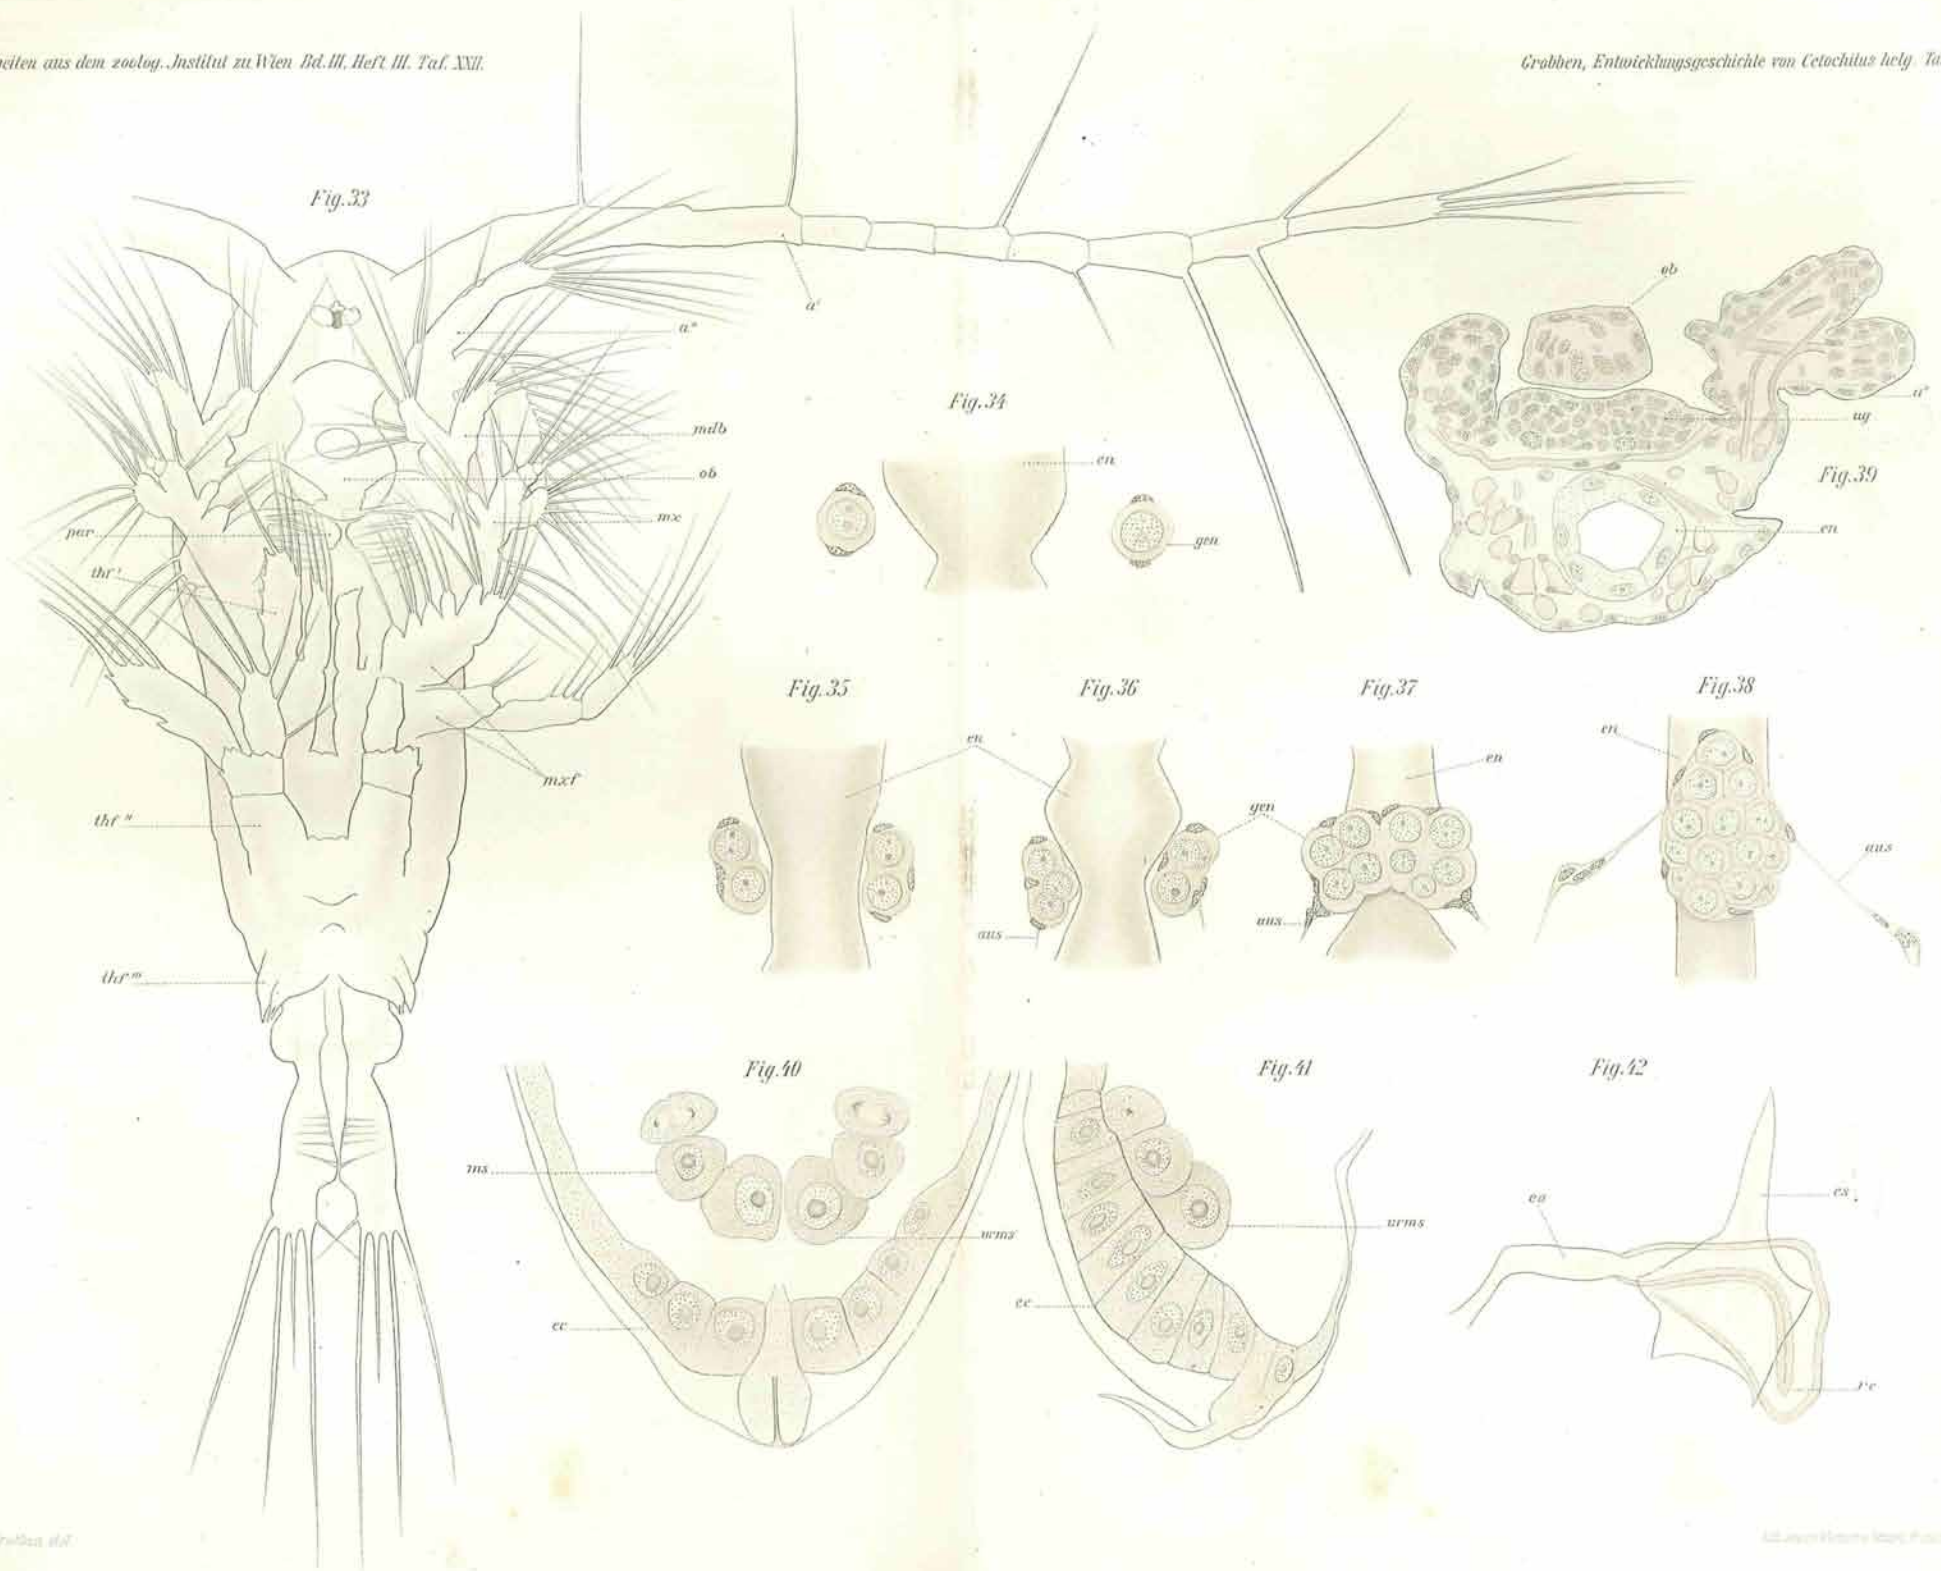 eiten aus dem zoolog. Institut zu Wien Bd. III, Heft III. Taf. XXII.
Grobben, Entwicklungsgeschichte von Cetochilus helg. Ta
Fig. 33
a'
a"
mdb
ob
mx
par
thf'
mxf
thf"
thf'''
Fig. 34
en
gen
Fig. 39
ob
a"
ug
en
Fig. 35
Fig. 36
Fig. 37
Fig. 38
en
gen
aus
en
aus
en
aus
Fig. 40
ms
urms
ec
Fig. 41
urms
ec
Fig. 42
es